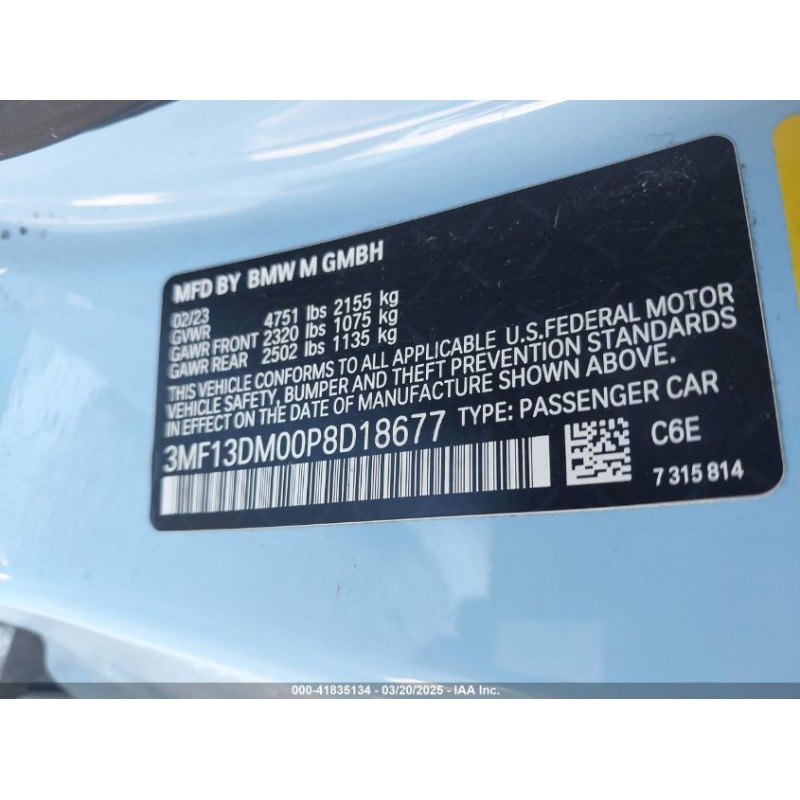 MFD BY BMW M GMBH
02/23
GVWR 4751 lbs 2155 kg
GAWR FRONT 2320 lbs 1075 kg
GAWR REAR 2502 lbs 1135 kg
THIS VEHICLE CONFORMS TO ALL APPLICABLE U.S.FEDERAL MOTOR
VEHICLE SAFETY, BUMPER AND THEFT PREVENTION STANDARDS
IN EFFECT ON THE DATE OF MANUFACTURE SHOWN ABOVE.
3MF13DM00P8D18677 TYPE: PASSENGER CAR
C6E
7 315 814
000-41835134 - 03/20/2025 - IAA Inc.